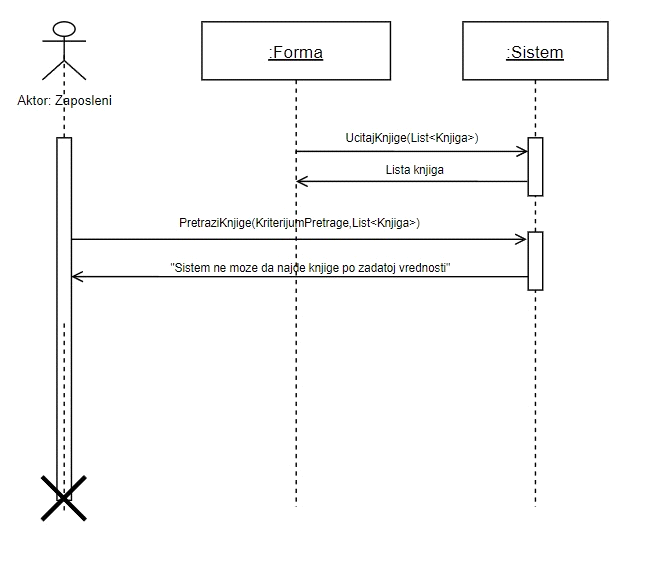 :Forma
:Sistem
Aktor: Zaposleni
UcitajKnjige(List<Knjiga>)
Lista knjiga
PretraziKnjige(KriterijumPretrage,List<Knjiga>)
"Sistem ne moze da najde knjige po zadatoj vrednosti"